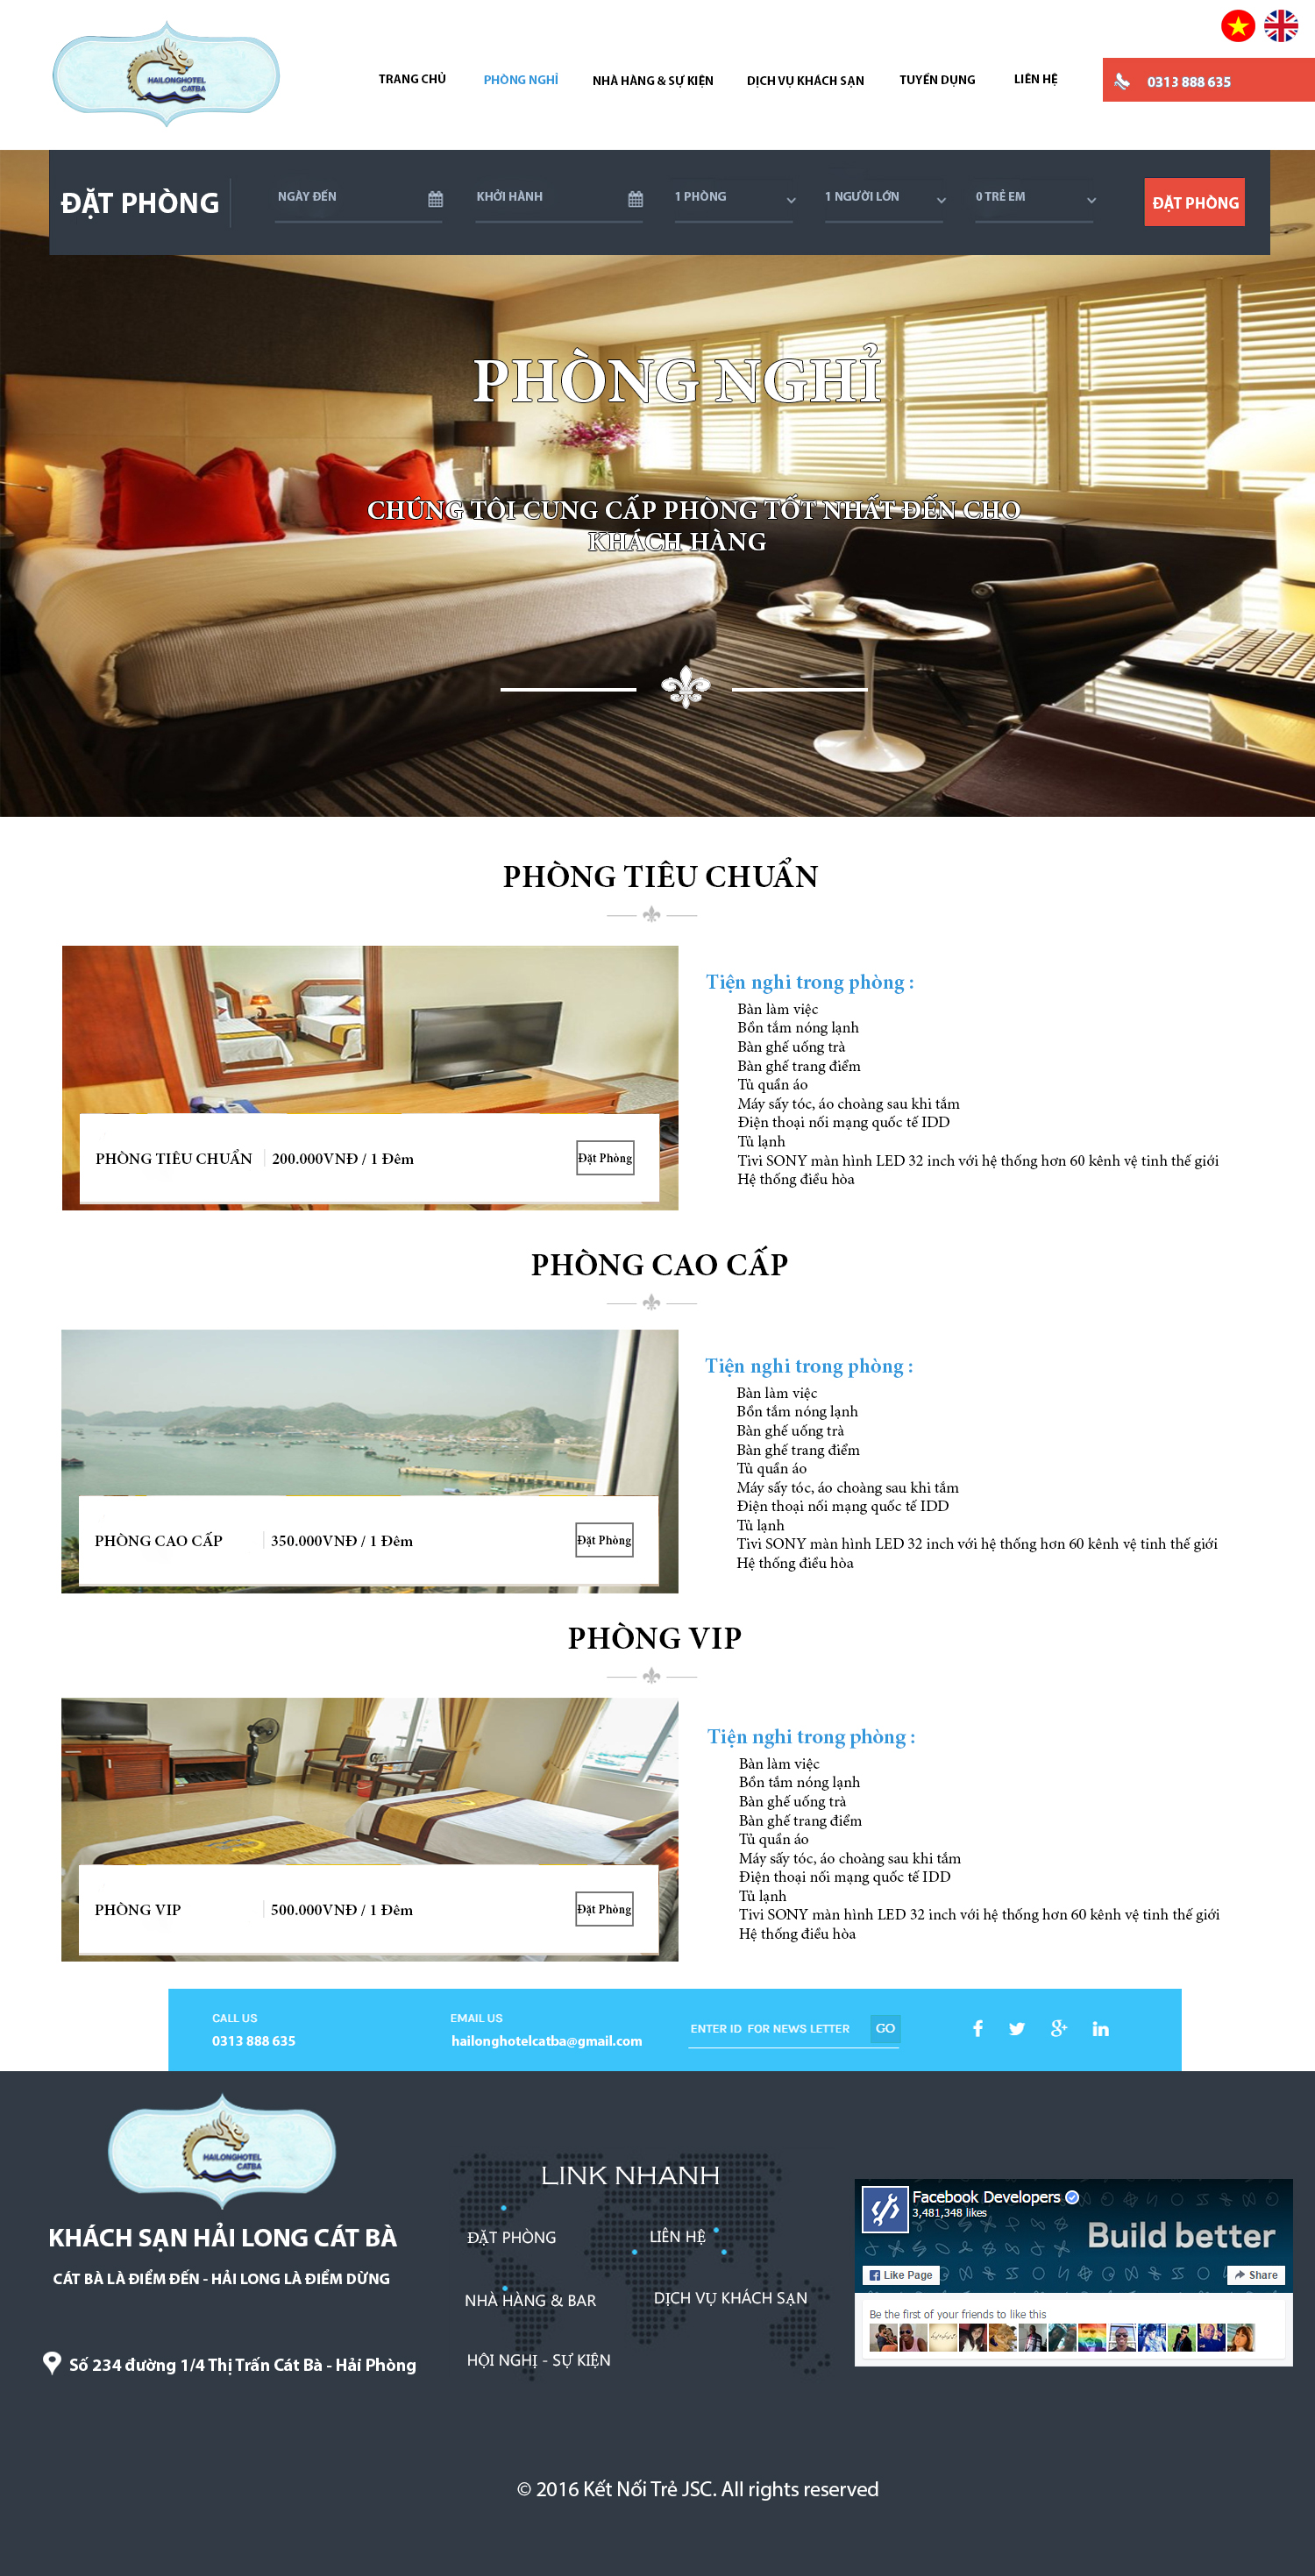 HAILONGHOTEL
CATBA
TRANG CHỦ
PHÒNG NGHỈ
NHÀ HÀNG & SỰ KIỆN
DỊCH VỤ KHÁCH SẠN
TUYỂN DỤNG
LIÊN HỆ
0313 888 635
ĐẶT PHÒNG
NGÀY ĐẾN
KHỞI HÀNH
1 PHÒNG
1 NGƯỜI LỚN
0 TRẺ EM
ĐẶT PHÒNG
PHÒNG NGHỈ
CHÚNG TÔI CUNG CẤP PHÒNG TỐT NHẤT ĐẾN CHO
KHÁCH HÀNG
PHÒNG TIÊU CHUẨN
PHÒNG TIÊU CHUẨN
200.000VNĐ / 1 Đêm
Đặt Phòng
Tiện nghi trong phòng :
Bàn làm việc
Bồn tắm nóng lạnh
Bàn ghế uống trà
Bàn ghế trang điểm
Tủ quần áo
Máy sấy tóc, áo choàng sau khi tắm
Điện thoại nối mạng quốc tế IDD
Tủ lạnh
Tivi SONY màn hình LED 32 inch với hệ thống hơn 60 kênh vệ tinh thế giới
Hệ thống điều hòa
PHÒNG CAO CẤP
PHÒNG CAO CẤP
350.000VNĐ / 1 Đêm
Đặt Phòng
Tiện nghi trong phòng :
Bàn làm việc
Bồn tắm nóng lạnh
Bàn ghế uống trà
Bàn ghế trang điểm
Tủ quần áo
Máy sấy tóc, áo choàng sau khi tắm
Điện thoại nối mạng quốc tế IDD
Tủ lạnh
Tivi SONY màn hình LED 32 inch với hệ thống hơn 60 kênh vệ tinh thế giới
Hệ thống điều hòa
PHÒNG VIP
PHÒNG VIP
500.000VNĐ / 1 Đêm
Đặt Phòng
Tiện nghi trong phòng :
Bàn làm việc
Bồn tắm nóng lạnh
Bàn ghế uống trà
Bàn ghế trang điểm
Tủ quần áo
Máy sấy tóc, áo choàng sau khi tắm
Điện thoại nối mạng quốc tế IDD
Tủ lạnh
Tivi SONY màn hình LED 32 inch với hệ thống hơn 60 kênh vệ tinh thế giới
Hệ thống điều hòa
CALL US
0313 888 635
EMAIL US
hailonghotelcatba@gmail.com
ENTER ID FOR NEWS LETTER
GO
HAILONGHOTEL
CATBA
KHÁCH SẠN HẢI LONG CÁT BÀ
CÁT BÀ LÀ ĐIỂM ĐẾN - HẢI LONG LÀ ĐIỂM DỪNG
Số 234 đường 1/4 Thị Trấn Cát Bà - Hải Phòng
LINK NHANH
ĐẶT PHÒNG
LIÊN HỆ
NHÀ HÀNG & BAR
DỊCH VỤ KHÁCH SẠN
HỘI NGHỊ - SỰ KIỆN
Facebook Developers
3,481,348 likes
Build better
Like Page
Share
Be the first of your friends to like this
© 2016 Kết Nối Trẻ JSC. All rights reserved